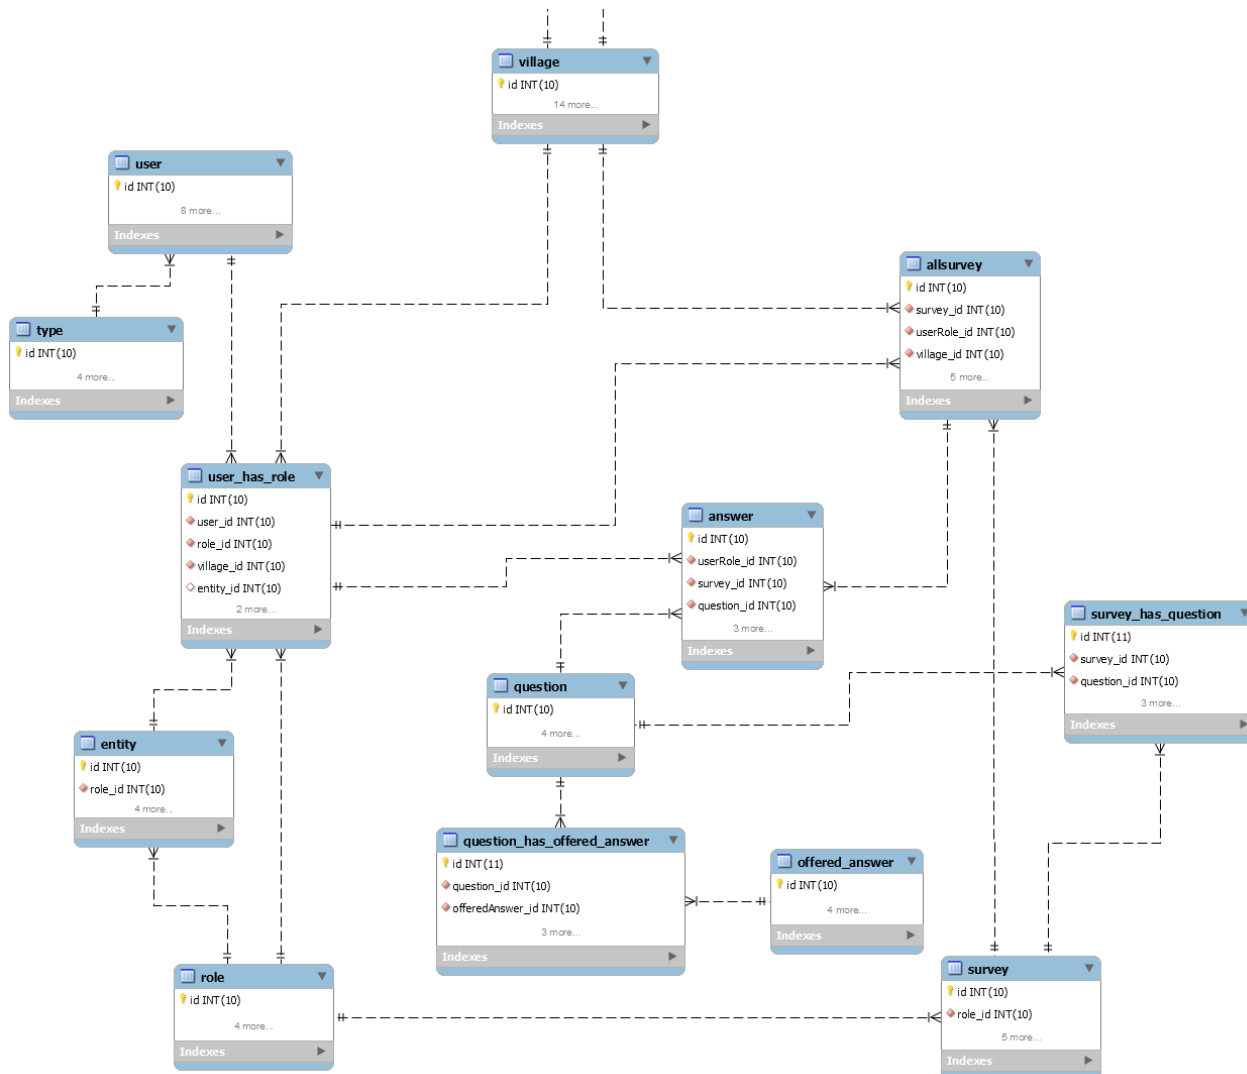 village
id INT(10)
14 more...
Indexes
user
id INT(10)
8 more...
Indexes
type
id INT(10)
4 more...
Indexes
allsurvey
id INT(10)
survey_id INT(10)
userRole_id INT(10)
village_id INT(10)
5 more...
Indexes
user_has_role
id INT(10)
user_id INT(10)
role_id INT(10)
village_id INT(10)
entity_id INT(10)
2 more...
Indexes
answer
id INT(10)
userRole_id INT(10)
survey_id INT(10)
question_id INT(10)
3 more...
Indexes
survey_has_question
id INT(11)
survey_id INT(10)
question_id INT(10)
3 more...
Indexes
question
id INT(10)
4 more...
Indexes
entity
id INT(10)
role_id INT(10)
4 more...
Indexes
question_has_offered_answer
id INT(11)
question_id INT(10)
offeredAnswer_id INT(10)
3 more...
Indexes
offered_answer
id INT(10)
4 more...
Indexes
role
id INT(10)
4 more...
Indexes
survey
id INT(10)
role_id INT(10)
5 more...
Indexes